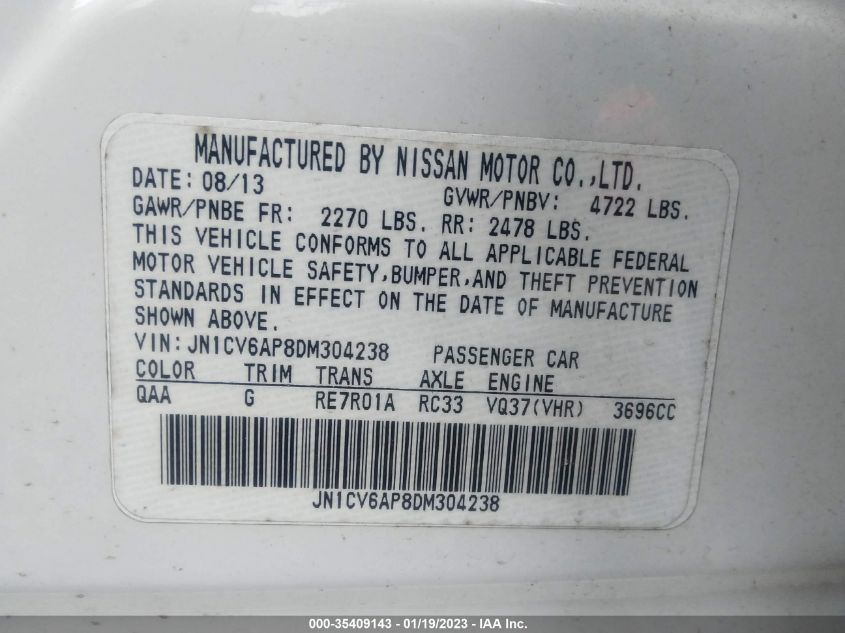 MANUFACTURED BY NISSAN MOTOR CO.,LTD.
DATE: 08/13 GVWR/PNBV: 4722 LBS.
GAWR/PNBE FR: 2270 LBS. RR: 2478 LBS.
THIS VEHICLE CONFORMS TO ALL APPLICABLE FEDERAL
MOTOR VEHICLE SAFETY,BUMPER,AND THEFT PREVENTION
STANDARDS IN EFFECT ON THE DATE OF MANUFACTURE
SHOWN ABOVE.
VIN:JN1CV6AP8DM304238 PASSENGER CAR
COLOR TRIM TRANS AXLE ENGINE
QAA G RE7R01A RC33 VQ37(VHR) 3696CC
JN1CV6AP8DM304238
000-35409143 - 01/19/2023 - IAA Inc.